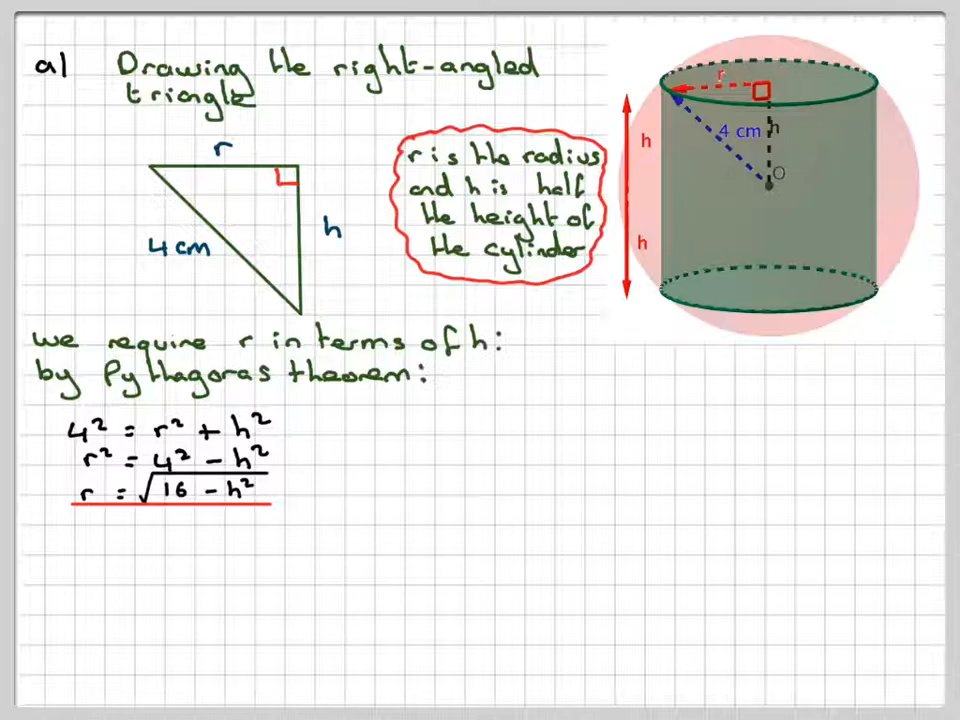 a) Drawing the right-angled
triangle
r
h
4 cm
r is the radius
and h is half
the height of
the cylinder
r
4 cm
h
O
h
h
we require r in terms of h:
by Pythagoras theorem:
4² = r² + h²
r² = 4² - h²
r = √16 - h²